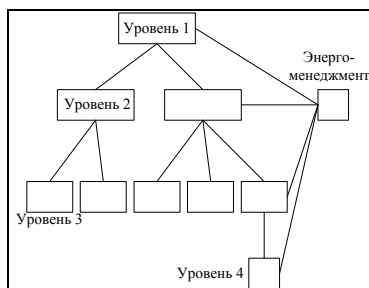 Уровень 1
Энерго-
менеджмент
Уровень 2
Уровень 3
Уровень 4